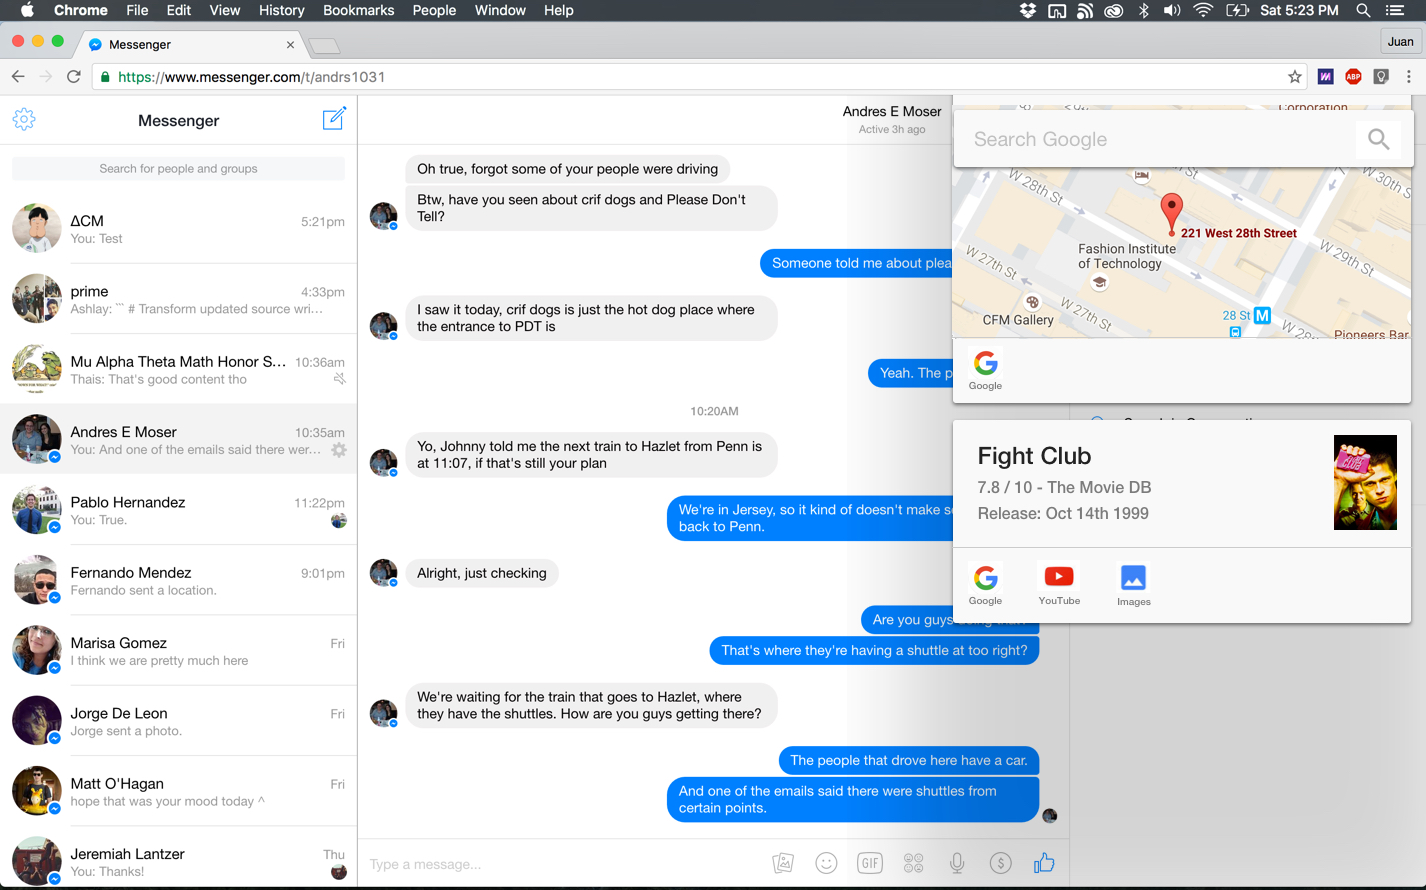 Chrome File Edit View History Bookmarks People Window Help
Sat 5:23 PM
Messenger
Juan
https://www.messenger.com/t/andrs1031
ABP
Messenger
Search for people and groups
ΔCM 5:21pm
You: Test
prime 4:33pm
Ashlay: ``` # Transform updated source wri...
Mu Alpha Theta Math Honor S... 10:36am
Thais: That's good content tho
Andres E Moser 10:35am
You: And one of the emails said there wer...
Pablo Hernandez 11:22pm
You: True.
Fernando Mendez 9:01pm
Fernando sent a location.
Marisa Gomez Fri
I think we are pretty much here
Jorge De Leon Fri
Jorge sent a photo.
Matt O'Hagan Fri
hope that was your mood today ^
Jeremiah Lantzer Thu
You: Thanks!
Andres E Moser
Active 3h ago
Oh true, forgot some of your people were driving
Btw, have you seen about crif dogs and Please Don't
Tell?
Someone told me about plea
I saw it today, crif dogs is just the hot dog place where
the entrance to PDT is
Yeah. The p
10:20AM
Yo, Johnny told me the next train to Hazlet from Penn is
at 11:07, if that's still your plan
We're in Jersey, so it kind of doesn't make s
back to Penn.
Alright, just checking
Are you guys
That's where they're having a shuttle at too right?
We're waiting for the train that goes to Hazlet, where
they have the shuttles. How are you guys getting there?
The people that drove here have a car.
And one of the emails said there were shuttles from
certain points.
Type a message...
GIF
$
Corporation
Search Google
W 28th St
W 30th St
221 West 28th Street
Fashion Institute
of Technology
W 27th St
W 29th St
CFM Gallery
W 27th St
28 St M
W 28
Pioneers Bar
Google
Fight Club
7.8 / 10 - The Movie DB
Release: Oct 14th 1999
Google YouTube Images